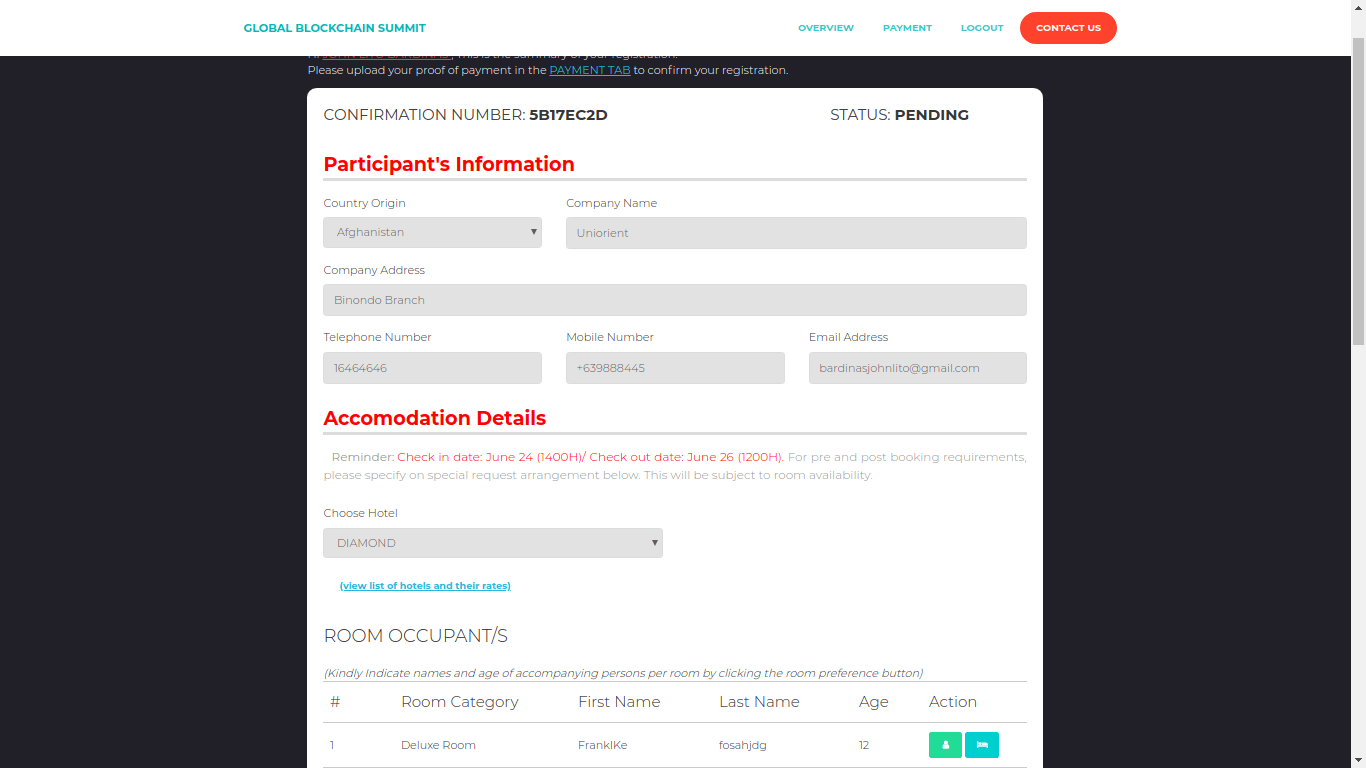 GLOBAL BLOCKCHAIN SUMMIT
OVERVIEW PAYMENT LOGOUT CONTACT US
this is the summary of your registration.
Please upload your proof of payment in the PAYMENT TAB to confirm your registration.
CONFIRMATION NUMBER: 5B17EC2D STATUS: PENDING
Participant's Information
Country Origin Company Name
Afghanistan Uniorient
Company Address
Binondo Branch
Telephone Number Mobile Number Email Address
16464646 +639888445 bardinasjohnlito@gmail.com
Accomodation Details
Reminder: Check in date: June 24 (1400H)/ Check out date: June 26 (1200H). For pre and post booking requirements,
please specify on special request arrangement below. This will be subject to room availability.
Choose Hotel
DIAMOND
(view list of hotels and their rates)
ROOM OCCUPANT/S
(Kindly Indicate names and age of accompanying persons per room by clicking the room preference button)
# Room Category First Name Last Name Age Action
1 Deluxe Room FrankIKe fosahjdg 12